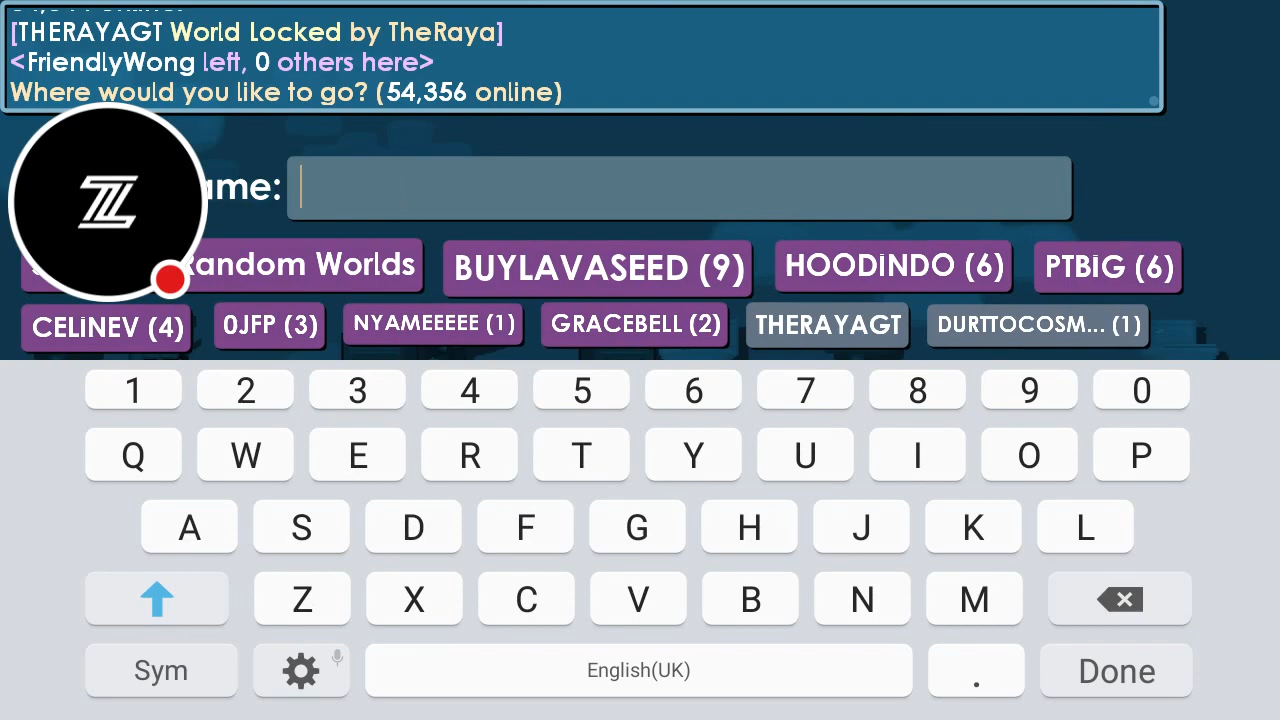 [THERAYAGT World Locked by TheRaya]
<FriendlyWong left, 0 others here>
Where would you like to go? (54,356 online)
ame:
Random Worlds
BUYLAVASEED (9)
HOODiNDO (6)
PTBiG (6)
CELiNEV (4)
0JFP (3)
NYAMEEEEE (1)
GRACEBELL (2)
THERAYAGT
DURTTOCOSM... (1)
1 2 3 4 5 6 7 8 9 0
Q W E R T Y U I O P
A S D F G H J K L
Z X C V B N M
Sym English(UK) . Done